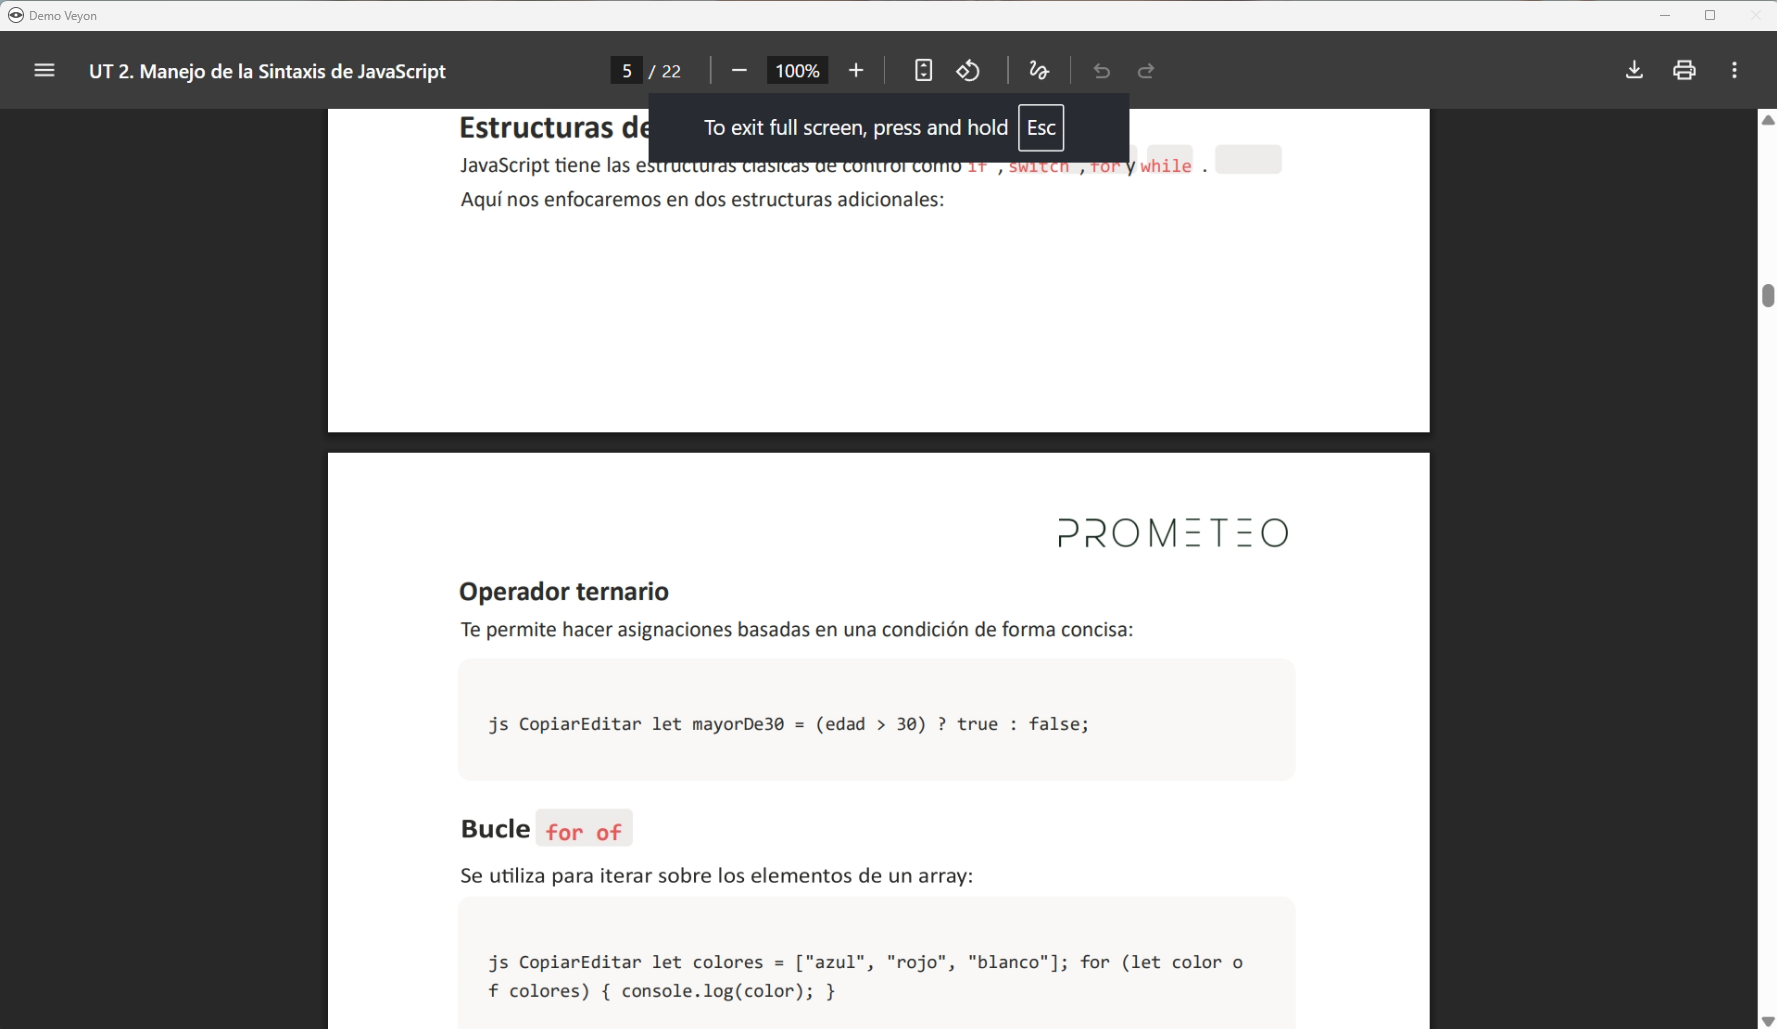 Demo Veyon
UT 2. Manejo de la Sintaxis de JavaScript
5 / 22
100%
To exit full screen, press and hold Esc
Estructuras de
JavaScript tiene las estructuras clásicas de control como if , switch , for y while .
Aquí nos enfocaremos en dos estructuras adicionales:
PROMETEO
Operador ternario
Te permite hacer asignaciones basadas en una condición de forma concisa:
js CopiarEditar let mayorDe30 = (edad > 30) ? true : false;
Bucle for of
Se utiliza para iterar sobre los elementos de un array:
js CopiarEditar let colores = ["azul", "rojo", "blanco"]; for (let color o
f colores) { console.log(color); }